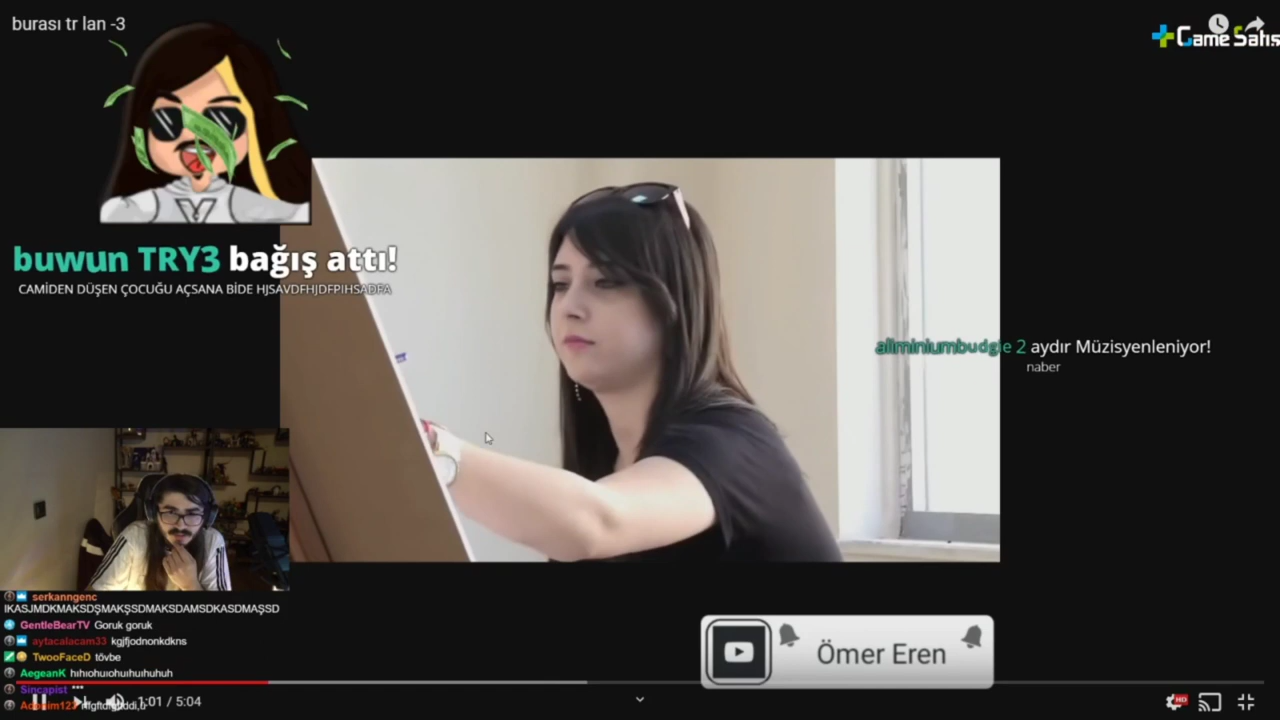 burası tr lan -3
Game Satış
buwun TRY3 bağış attı!
CAMİDEN DÜŞEN ÇOCUĞU AÇSANA BİDE HJSAVDFHJDFPIHSADFA
aliminiumbudgie 2 aydır Müzisyenleniyor!
naber
serkanngenc
IKASJMDKMAKSDŞMAKŞSDMAKSDAMSDKASDMAŞSD
GentleBearTV Goruk goruk
aytacalacam33 kgjfjodnonkdkns
TwooFaceD tövbe
AegeanK hıhıohuıohuıhuıhuhuh
Sincapist
Ömer Eren
1:01 / 5:04
HD